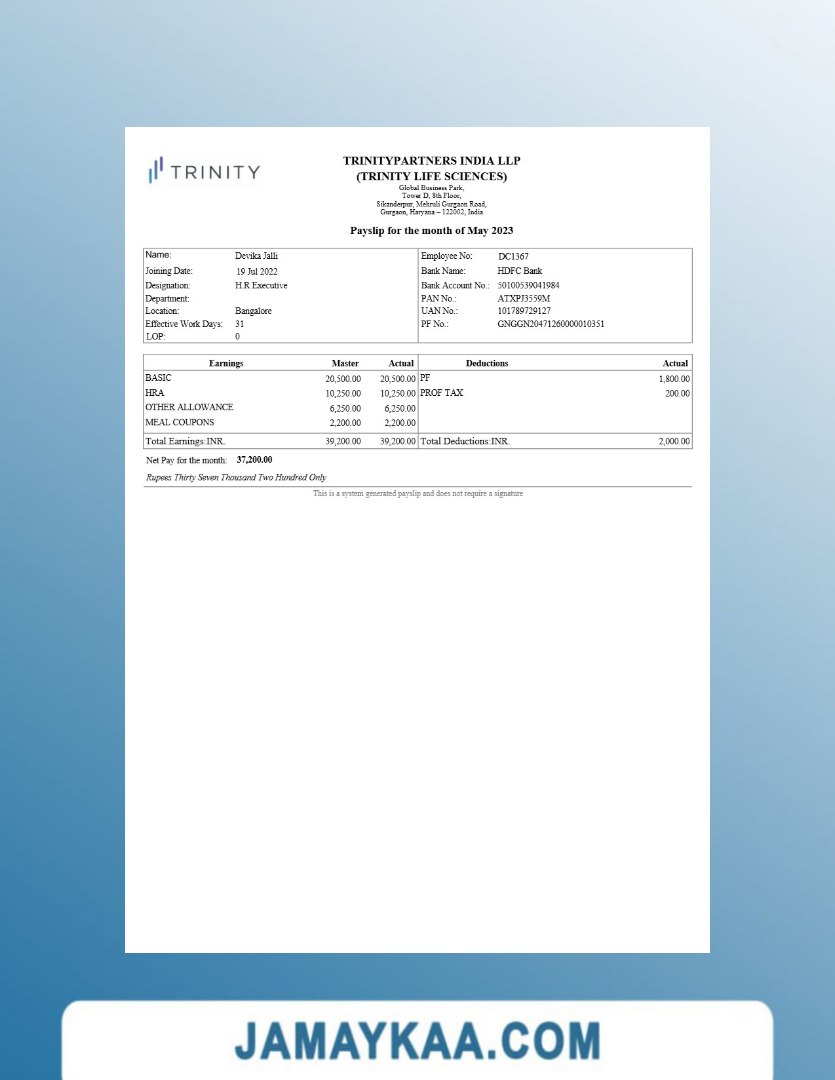 TRINITY
TRINITYPARTNERS INDIA LLP
(TRINITY LIFE SCIENCES)
Global Business Park,
Tower D, 8th Floor,
Sikanderpur, Mehruli Gurgaon Road,
Gurgaon, Haryana – 122002, India
Payslip for the month of May 2023
Name: Devika Jalli Employee No: DC1367
Joining Date: 19 Jul 2022 Bank Name: HDFC Bank
Designation: H.R Executive Bank Account No.: 50100539041984
Department: PAN No.: ATXPJ3559M
Location: Bangalore UAN No.: 101789729127
Effective Work Days: 31 PF No.: GNGGN20471260000010351
LOP: 0
Earnings Master Actual Deductions Actual
BASIC 20,500.00 20,500.00 PF 1,800.00
HRA 10,250.00 10,250.00 PROF TAX 200.00
OTHER ALLOWANCE 6,250.00 6,250.00
MEAL COUPONS 2,200.00 2,200.00
Total Earnings:INR. 39,200.00 39,200.00 Total Deductions:INR. 2,000.00
Net Pay for the month: 37,200.00
Rupees Thirty Seven Thousand Two Hundred Only
This is a system generated payslip and does not require a signature
JAMAYKAA.COM